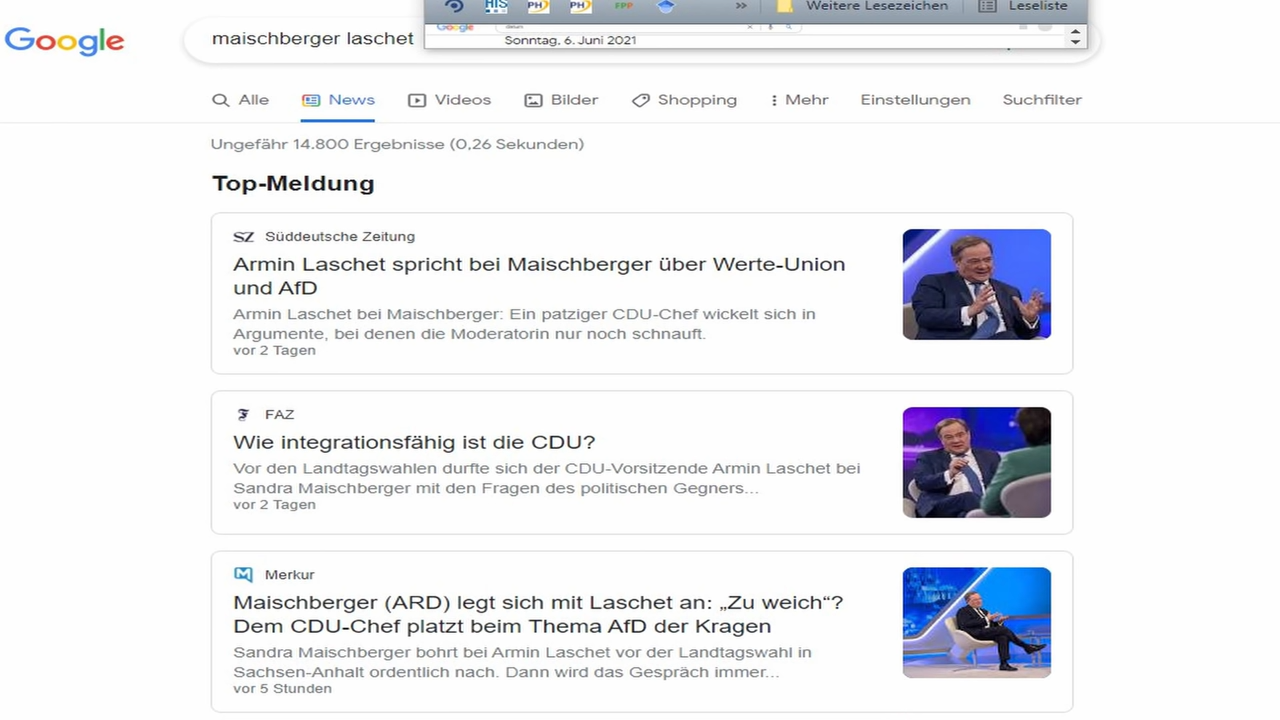 HIS PH PH FPP » Weitere Lesezeichen Leseliste
Google
Sonntag, 6. Juni 2021
Google
maischberger laschet
Alle News Videos Bilder Shopping Mehr Einstellungen Suchfilter
Ungefähr 14.800 Ergebnisse (0,26 Sekunden)
Top-Meldung
SZ Süddeutsche Zeitung
Armin Laschet spricht bei Maischberger über Werte-Union
und AfD
Armin Laschet bei Maischberger: Ein patziger CDU-Chef wickelt sich in
Argumente, bei denen die Moderatorin nur noch schnauft.
vor 2 Tagen
FAZ
Wie integrationsfähig ist die CDU?
Vor den Landtagswahlen durfte sich der CDU-Vorsitzende Armin Laschet bei
Sandra Maischberger mit den Fragen des politischen Gegners...
vor 2 Tagen
Merkur
Maischberger (ARD) legt sich mit Laschet an: „Zu weich“?
Dem CDU-Chef platzt beim Thema AfD der Kragen
Sandra Maischberger bohrt bei Armin Laschet vor der Landtagswahl in
Sachsen-Anhalt ordentlich nach. Dann wird das Gespräch immer...
vor 5 Stunden